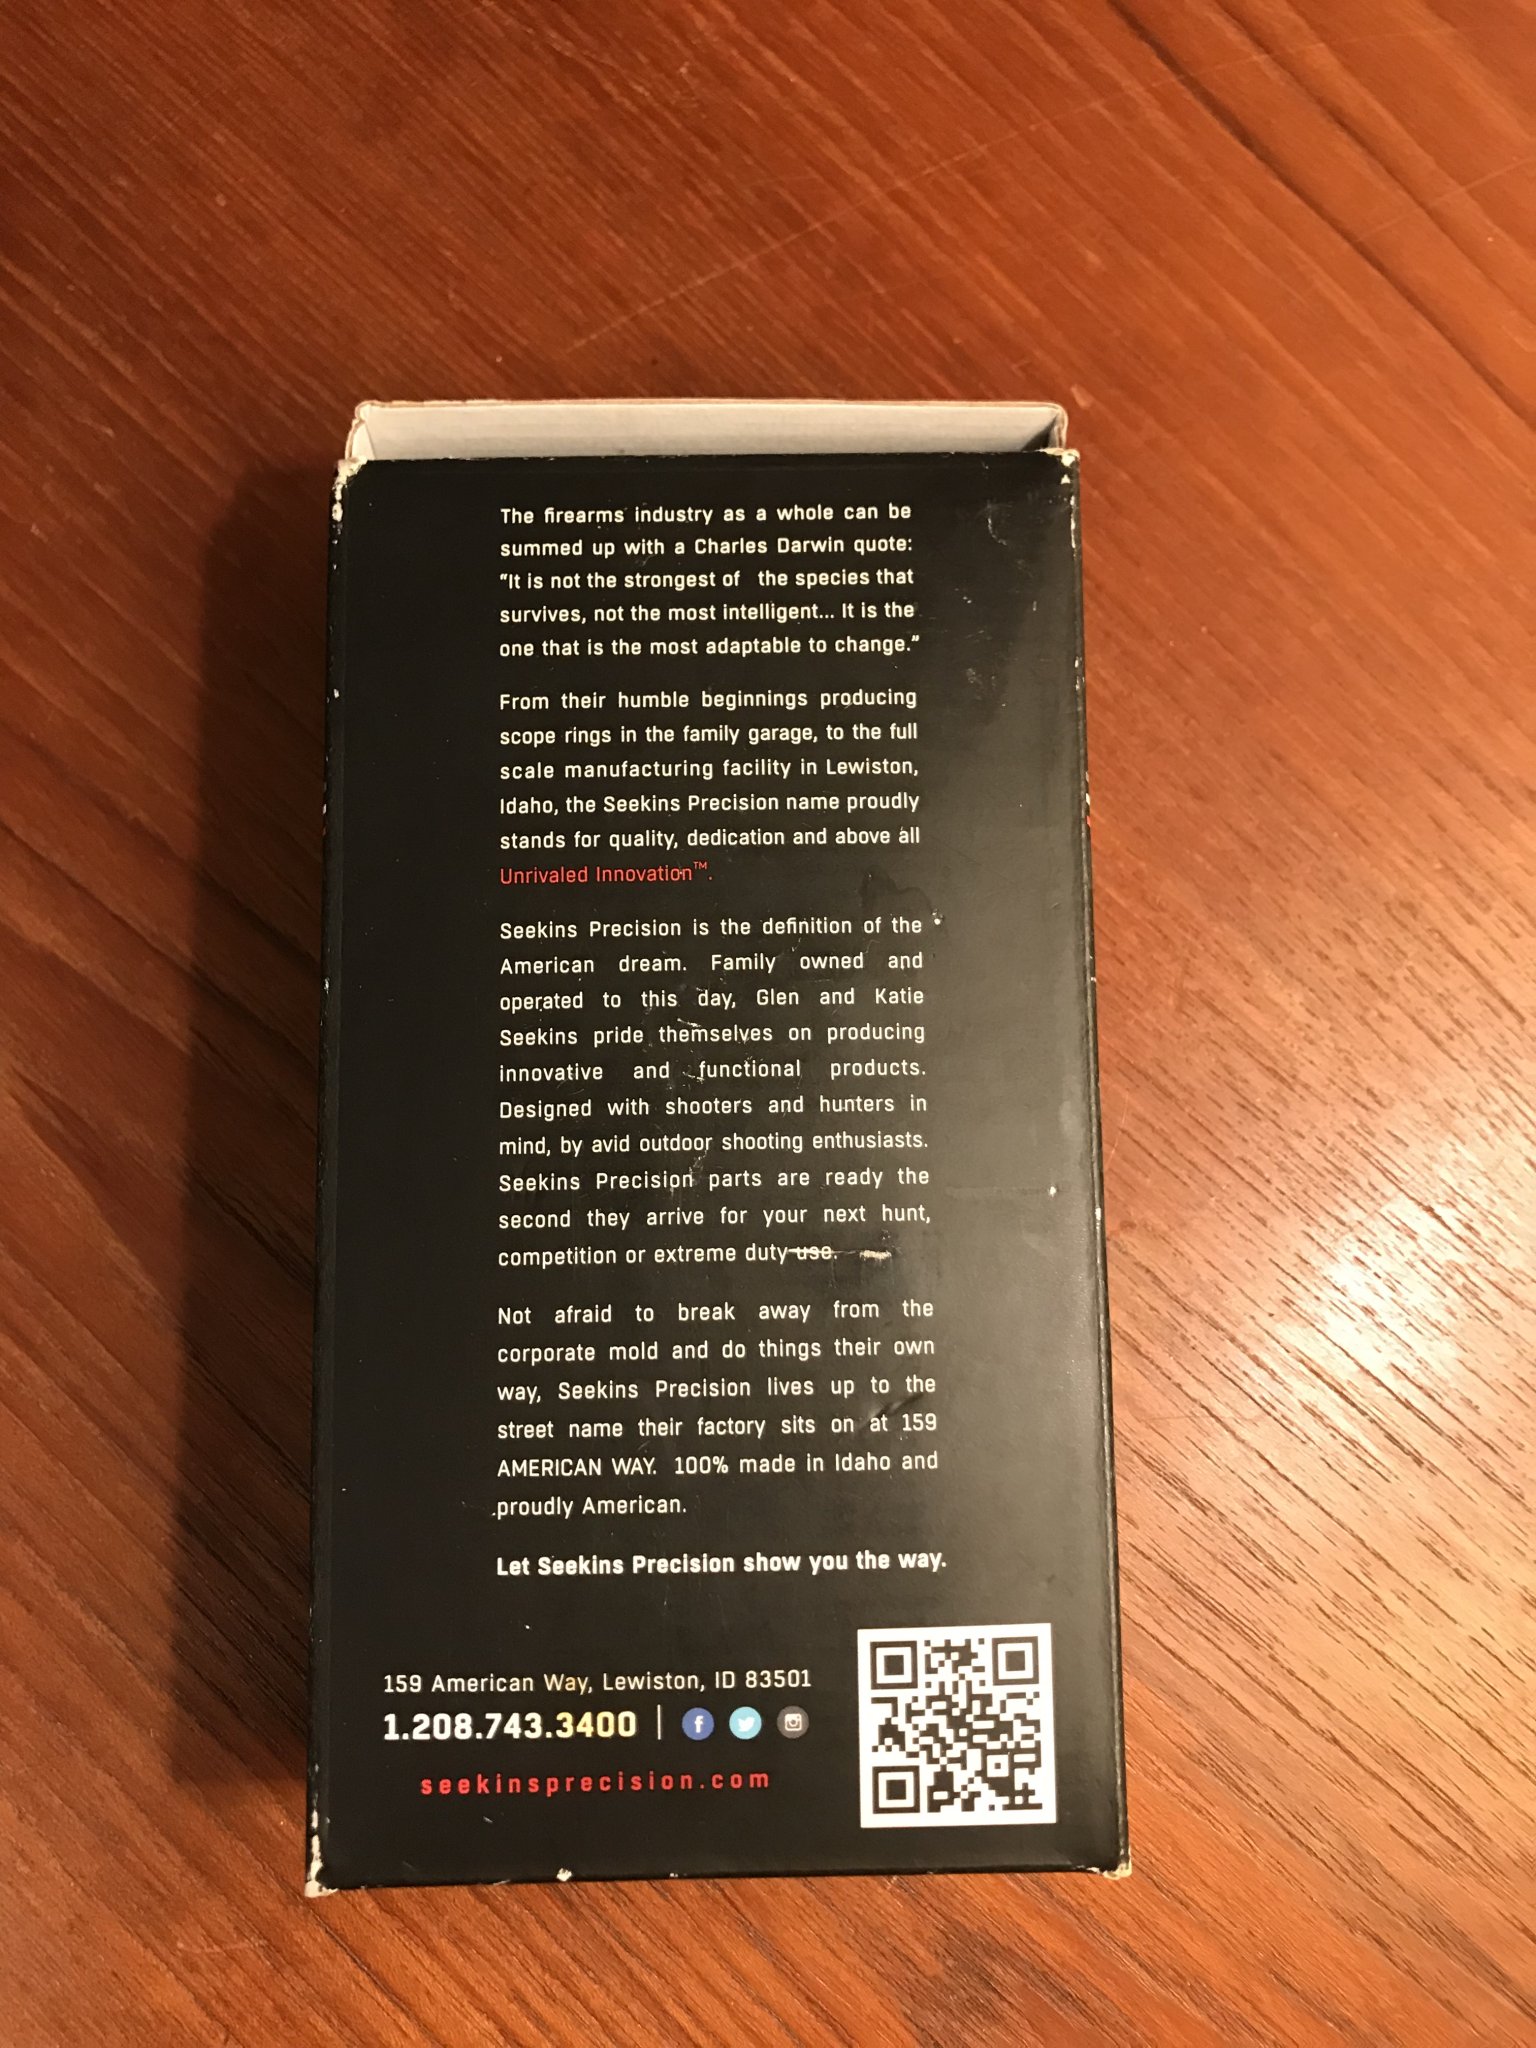 The firearms industry as a whole can be
summed up with a Charles Darwin quote:
"It is not the strongest of the species that
survives, not the most intelligent... It is the
one that is the most adaptable to change."
From their humble beginnings producing
scope rings in the family garage, to the full
scale manufacturing facility in Lewiston,
Idaho, the Seekins Precision name proudly
stands for quality, dedication and above all
Unrivaled Innovation™.
Seekins Precision is the definition of the
American dream. Family owned and
operated to this day, Glen and Katie
Seekins pride themselves on producing
innovative and functional products.
Designed with shooters and hunters in
mind, by avid outdoor shooting enthusiasts.
Seekins Precision parts are ready the
second they arrive for your next hunt,
competition or extreme duty use.
Not afraid to break away from the
corporate mold and do things their own
way, Seekins Precision lives up to the
street name their factory sits on at 159
AMERICAN WAY. 100% made in Idaho and
proudly American.
Let Seekins Precision show you the way.
159 American Way, Lewiston, ID 83501
1.208.743.3400
seekinsprecision.com